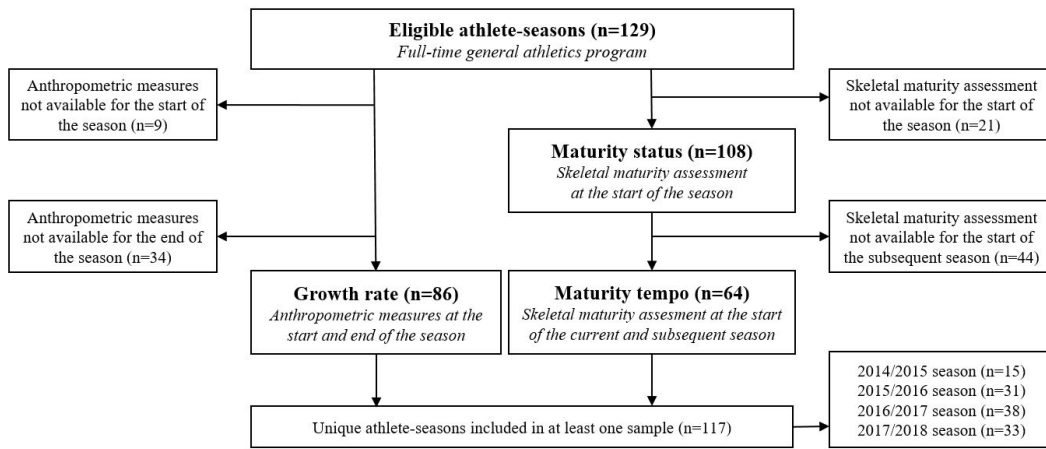 Eligible athlete-seasons (n=129)
Full-time general athletics program
Anthropometric measures
not available for the start of
the season (n=9)
Skeletal maturity assessment
not available for the start of
the season (n=21)
Maturity status (n=108)
Skeletal maturity assessment
at the start of the season
Anthropometric measures
not available for the end of
the season (n=34)
Skeletal maturity assessment
not available for the start of
the subsequent season (n=44)
Growth rate (n=86)
Anthropometric measures at the
start and end of the season
Maturity tempo (n=64)
Skeletal maturity assesment at the start
of the current and subsequent season
Unique athlete-seasons included in at least one sample (n=117)
2014/2015 season (n=15)
2015/2016 season (n=31)
2016/2017 season (n=38)
2017/2018 season (n=33)